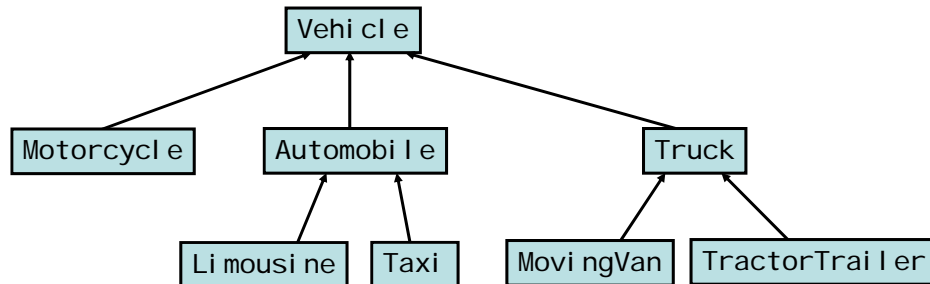 Vehicle
Motorcycle
Automobile
Truck
Limousine
Taxi
MovingVan
TractorTrailer